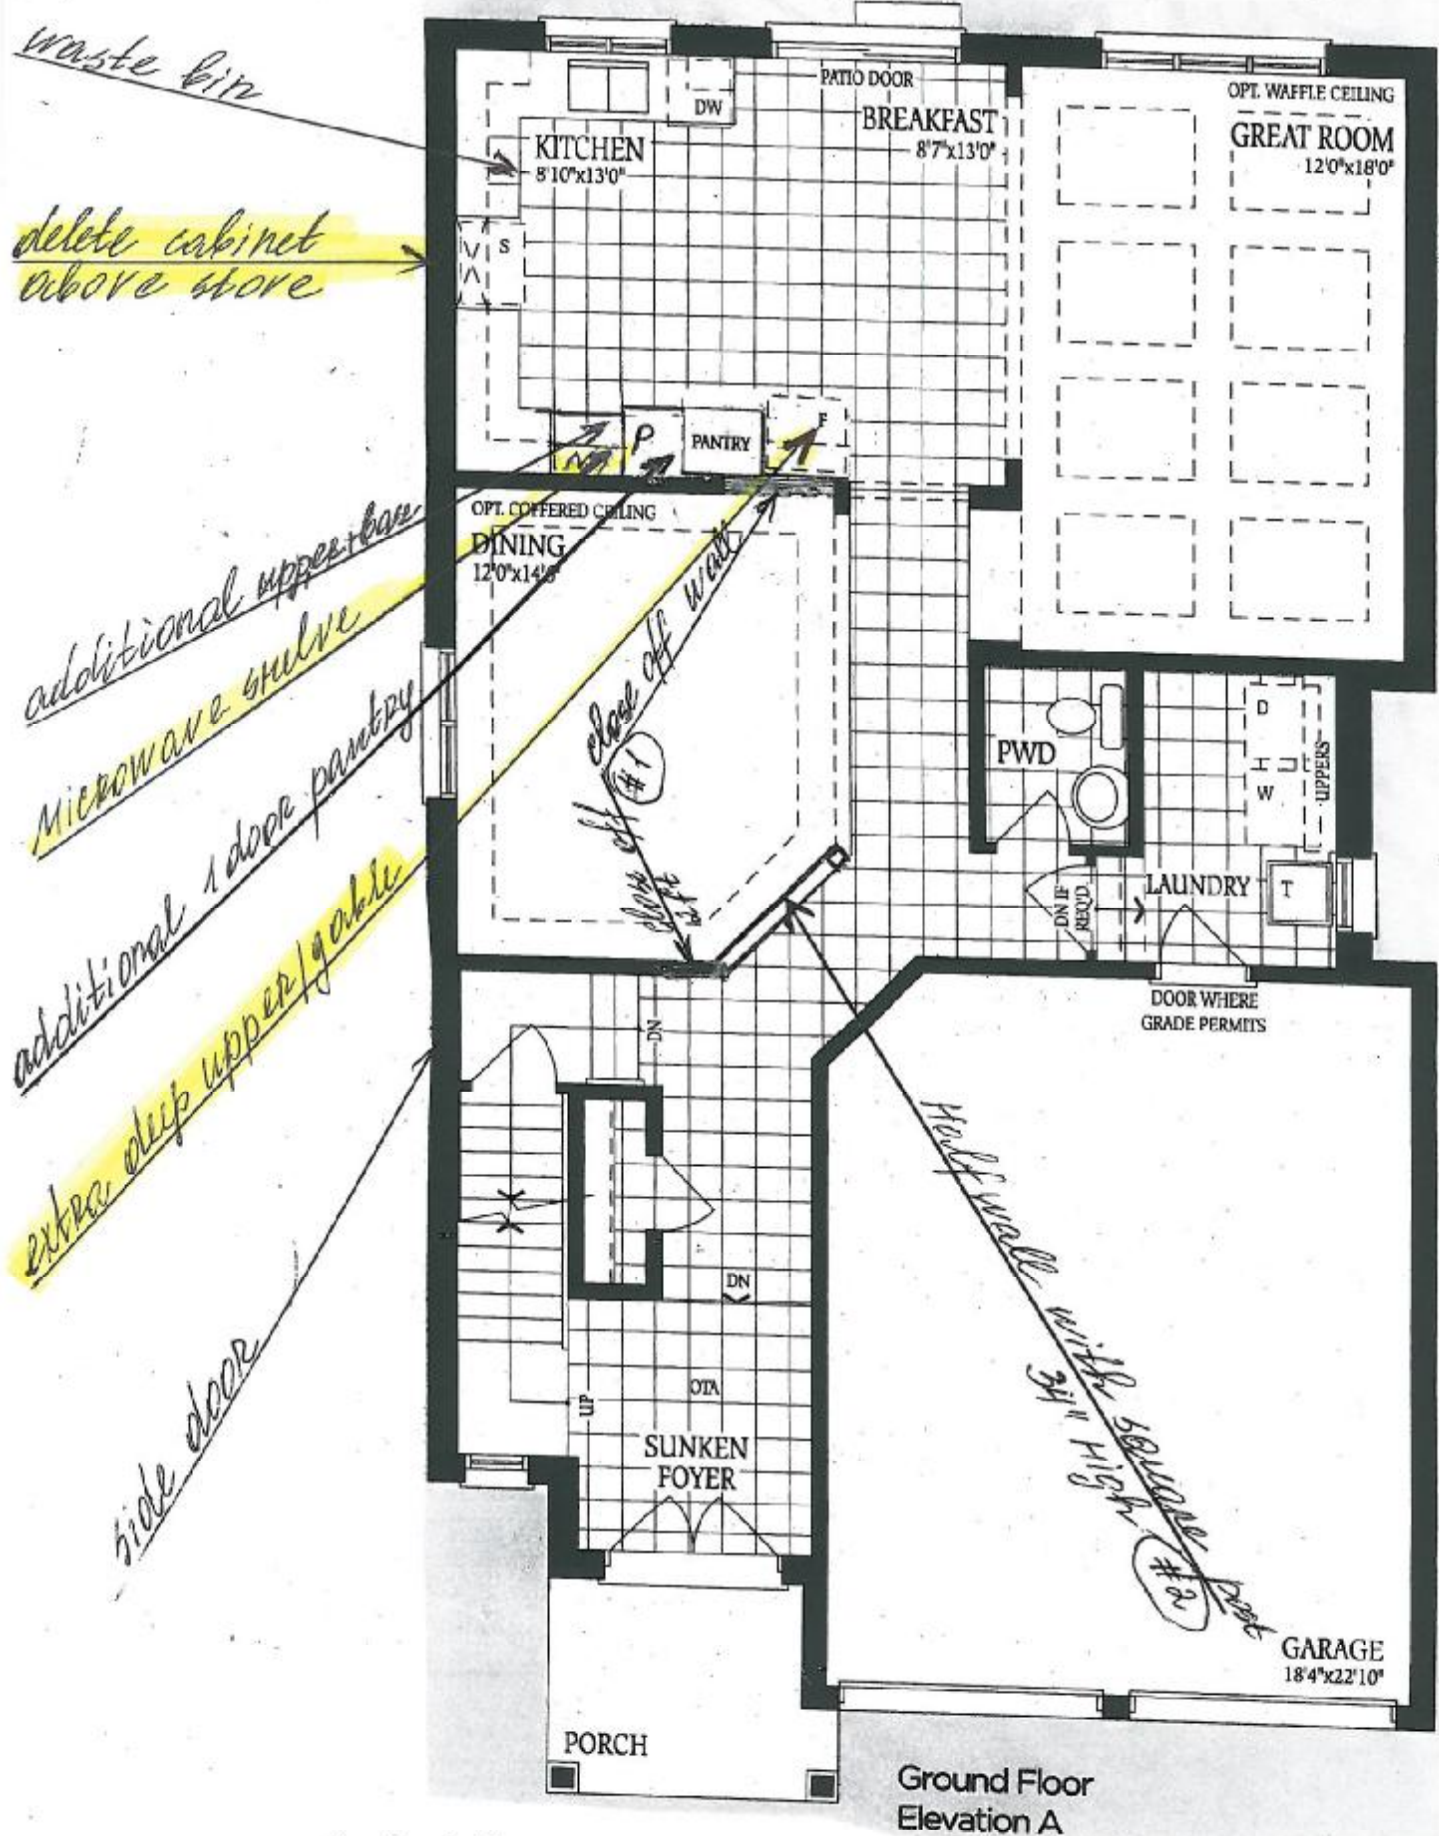 waste bin
PATIO DOOR
OPT. WAFFLE CEILING
DW
BREAKFAST
8'7"x13'0"
GREAT ROOM
12'0"x18'0"
KITCHEN
8'10"x13'0"
delete cabinet
above stove
S
F
P
PANTRY
M
OPT. COFFERED CEILING
DINING
12'0"x14'6"
additional upper+base
Microwave shelve
additional 1 door pantry
extra deep upper/gable
side door
close off wall
#1
close off
12 ft
PWD
D
W
UPPERS
LAUNDRY
T
DN IF
REQ'D
DOOR WHERE
GRADE PERMITS
DN
Half wall with square post
34" High
#2
DN
UP
OTA
SUNKEN
FOYER
GARAGE
18'4"x22'10"
PORCH
Ground Floor
Elevation A